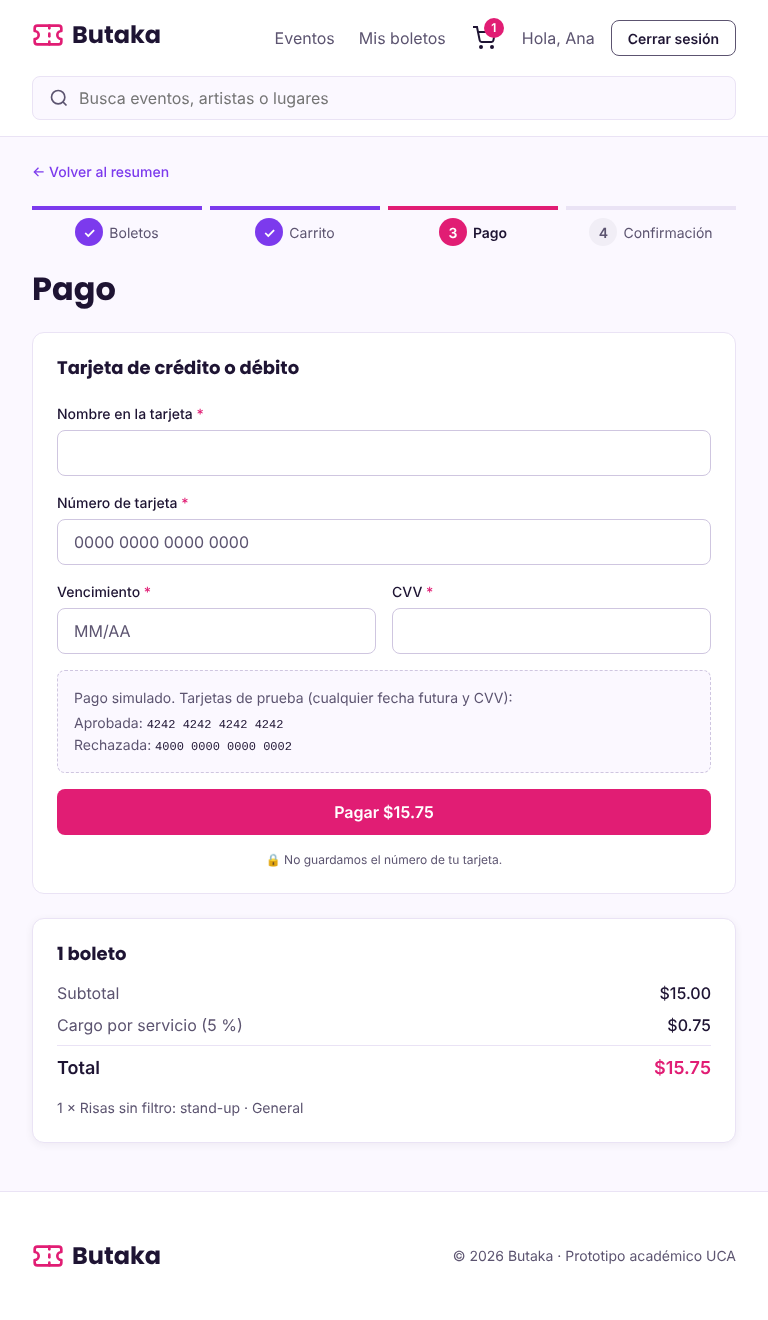 Butaka
Eventos
Mis boletos
1
Hola, Ana
Cerrar sesión
Busca eventos, artistas o lugares
← Volver al resumen
Boletos
Carrito
3 Pago
4 Confirmación
Pago
Tarjeta de crédito o débito
Nombre en la tarjeta *
Número de tarjeta *
0000 0000 0000 0000
Vencimiento *
CVV *
MM/AA
Pago simulado. Tarjetas de prueba (cualquier fecha futura y CVV):
Aprobada: 4242 4242 4242 4242
Rechazada: 4000 0000 0000 0002
Pagar $15.75
🔒 No guardamos el número de tu tarjeta.
1 boleto
Subtotal $15.00
Cargo por servicio (5 %) $0.75
Total $15.75
1 × Risas sin filtro: stand-up · General
Butaka
© 2026 Butaka · Prototipo académico UCA